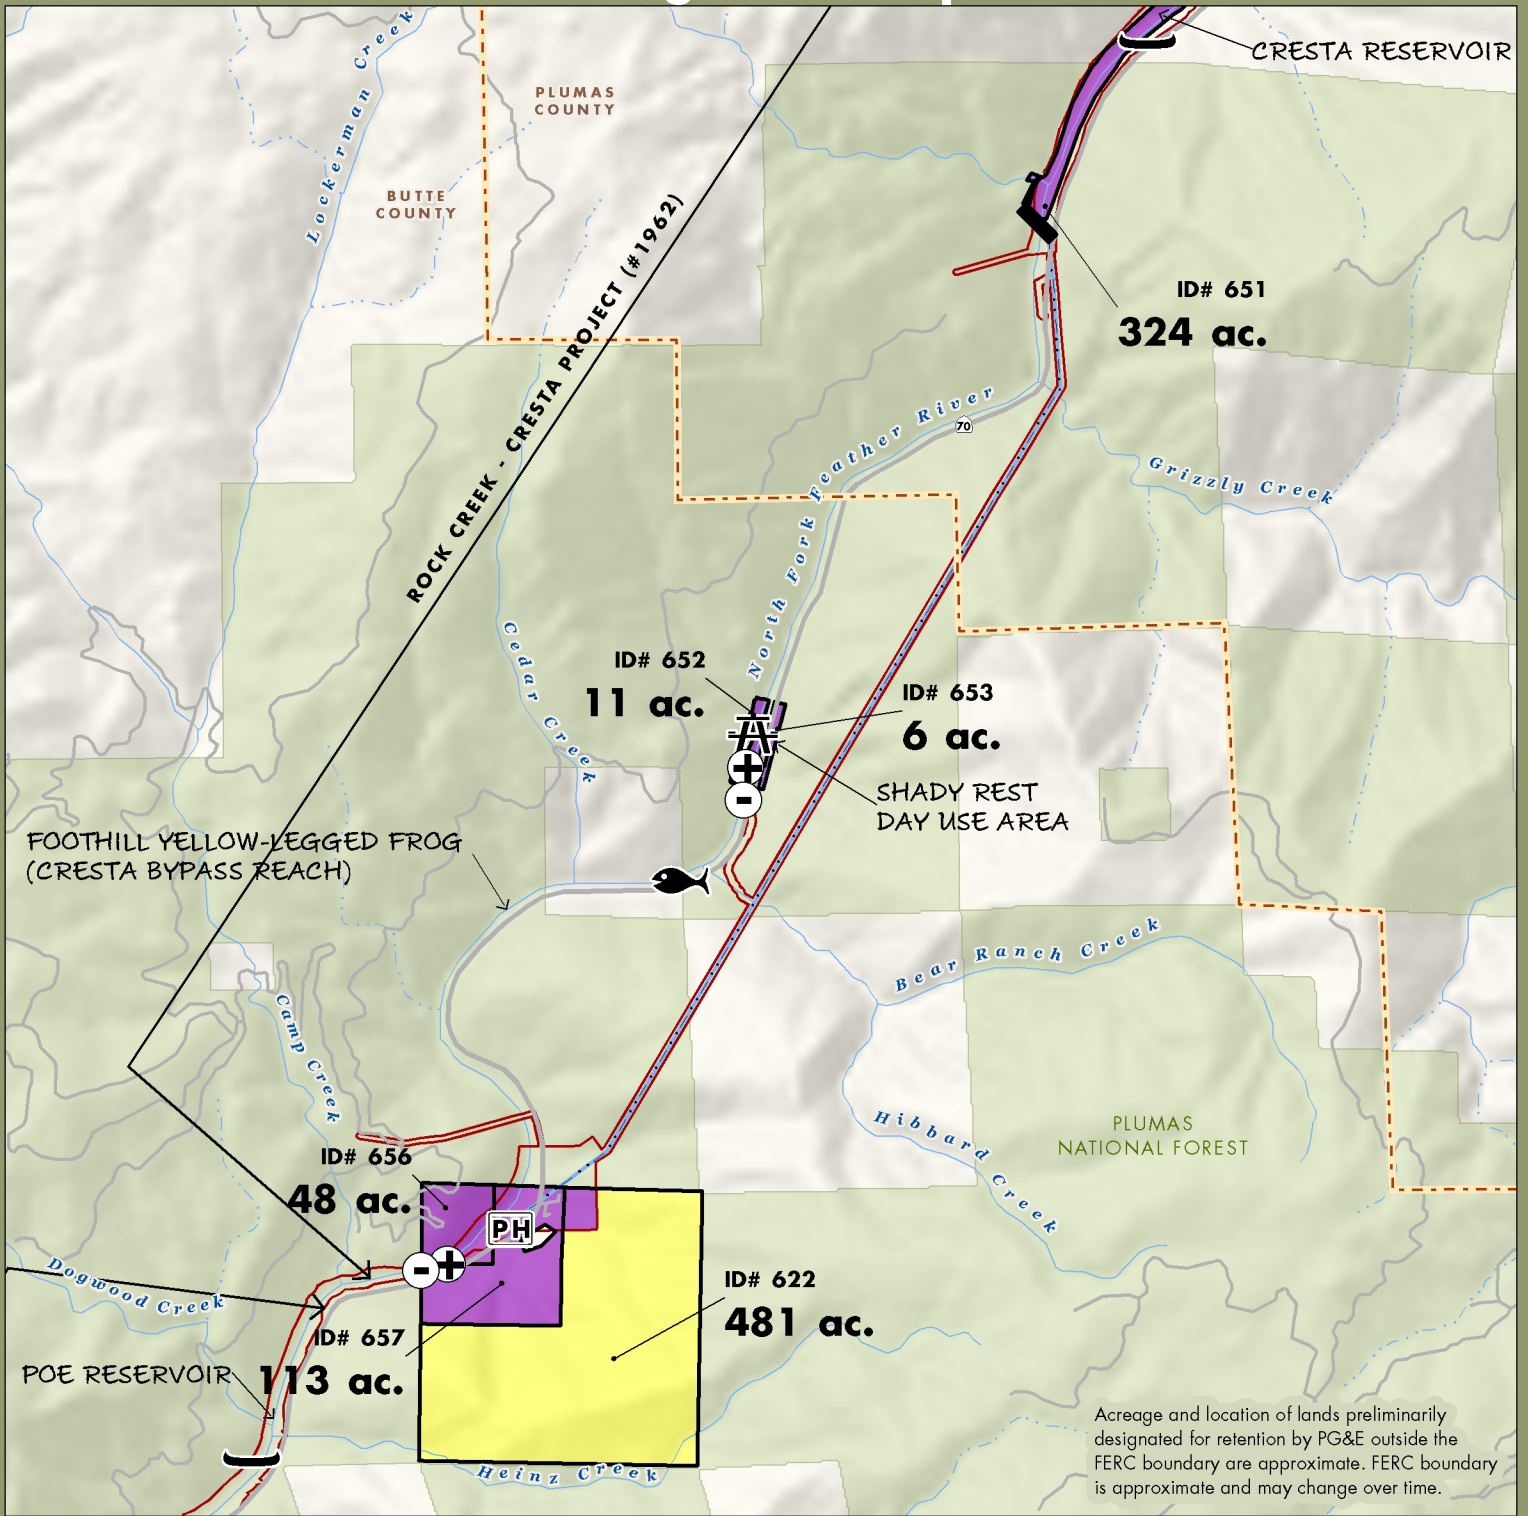 CRESTA RESERVOIR
Lockerman Creek
PLUMAS
COUNTY
BUTTE
COUNTY
ROCK CREEK - CRESTA PROJECT (#1962)
ID# 651
324 ac.
North Fork Feather River
70
Grizzly Creek
Cedar Creek
ID# 652
11 ac.
ID# 653
6 ac.
SHADY REST
DAY USE AREA
+
-
FOOTHILL YELLOW-LEGGED FROG
(CRESTA BYPASS REACH)
Bear Ranch Creek
Camp Creek
Hibbard Creek
PLUMAS
NATIONAL FOREST
ID# 656
48 ac.
PH
- +
Dogwood Creek
ID# 622
481 ac.
ID# 657
113 ac.
POE RESERVOIR
Heinz Creek
Acreage and location of lands preliminarily
designated for retention by PG&E outside the
FERC boundary are approximate. FERC boundary
is approximate and may change over time.